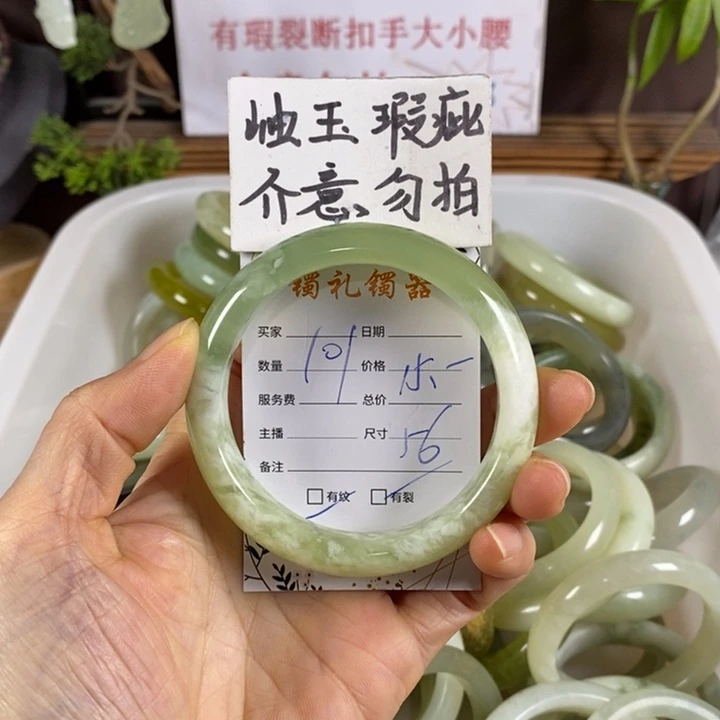 有瑕裂断扣手大小腰
岫玉瑕疵
介意勿拍
镯礼镯器
买家 日期
数量 101 价格 15.-
服务费 总价
主播 尺寸 56
备注
有纹 有裂